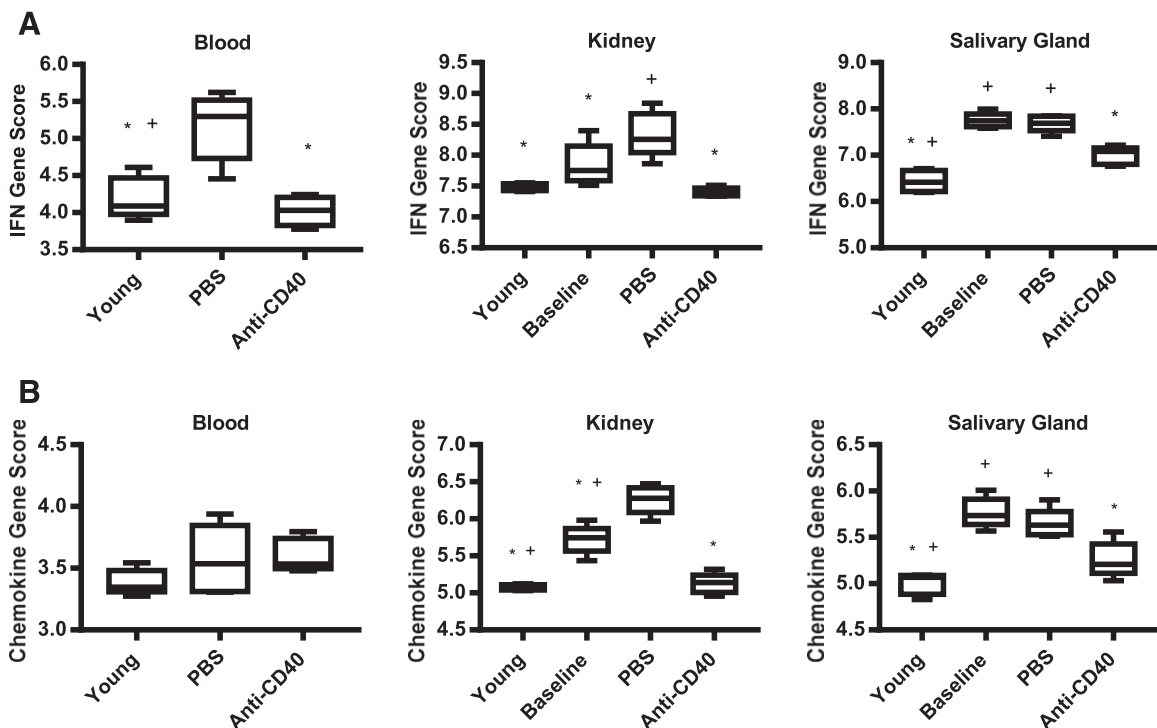 A
Blood
IFN Gene Score
6.0
5.5
5.0
4.5
4.0
3.5
* +
*
Young
PBS
Anti-CD40
Kidney
IFN Gene Score
9.5
9.0
8.5
8.0
7.5
7.0
6.5
*
*
+
*
Young
Baseline
PBS
Anti-CD40
Salivary Gland
IFN Gene Score
9.0
8.0
7.0
6.0
5.0
* +
+
+
*
Young
Baseline
PBS
Anti-CD40
B
Blood
Chemokine Gene Score
4.5
4.0
3.5
3.0
Young
PBS
Anti-CD40
Kidney
Chemokine Gene Score
7.0
6.5
6.0
5.5
5.0
4.5
* +
* +
*
Young
Baseline
PBS
Anti-CD40
Salivary Gland
Chemokine Gene Score
6.5
6.0
5.5
5.0
4.5
* +
+
+
*
Young
Baseline
PBS
Anti-CD40